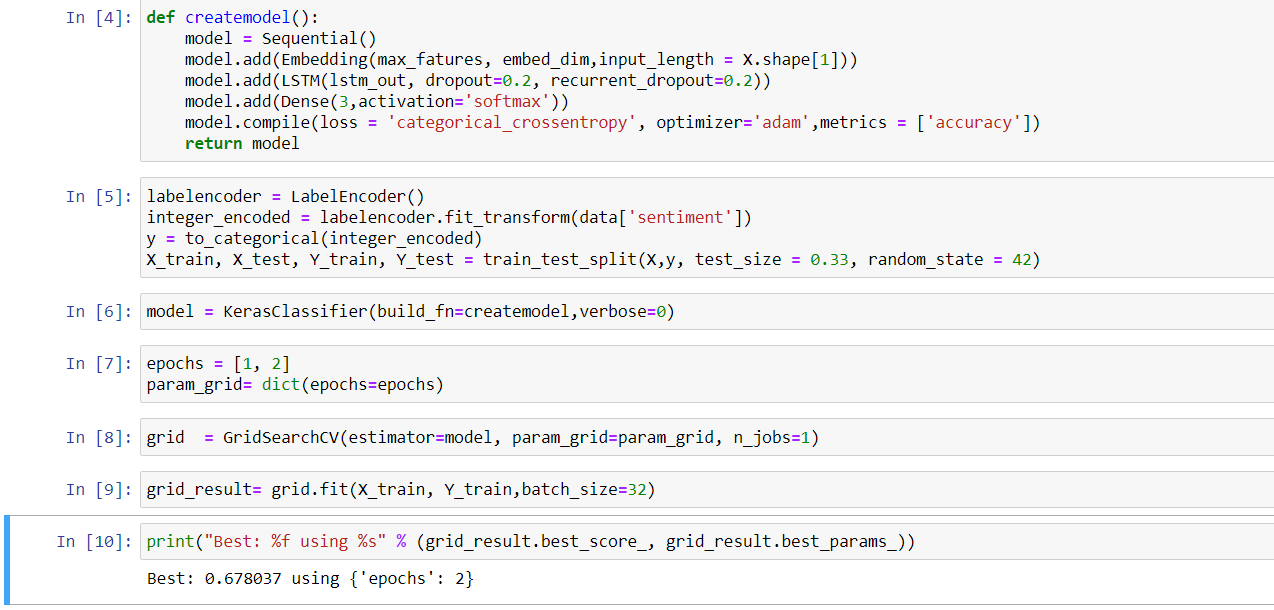 In [4]: def createmodel():
    model = Sequential()
    model.add(Embedding(max_fatures, embed_dim,input_length = X.shape[1]))
    model.add(LSTM(lstm_out, dropout=0.2, recurrent_dropout=0.2))
    model.add(Dense(3,activation='softmax'))
    model.compile(loss = 'categorical_crossentropy', optimizer='adam',metrics = ['accuracy'])
    return model
In [5]: labelencoder = LabelEncoder()
integer_encoded = labelencoder.fit_transform(data['sentiment'])
y = to_categorical(integer_encoded)
X_train, X_test, Y_train, Y_test = train_test_split(X,y, test_size = 0.33, random_state = 42)
In [6]: model = KerasClassifier(build_fn=createmodel,verbose=0)
In [7]: epochs = [1, 2]
param_grid= dict(epochs=epochs)
In [8]: grid  = GridSearchCV(estimator=model, param_grid=param_grid, n_jobs=1)
In [9]: grid_result= grid.fit(X_train, Y_train,batch_size=32)
In [10]: print("Best: %f using %s" % (grid_result.best_score_, grid_result.best_params_))
Best: 0.678037 using {'epochs': 2}